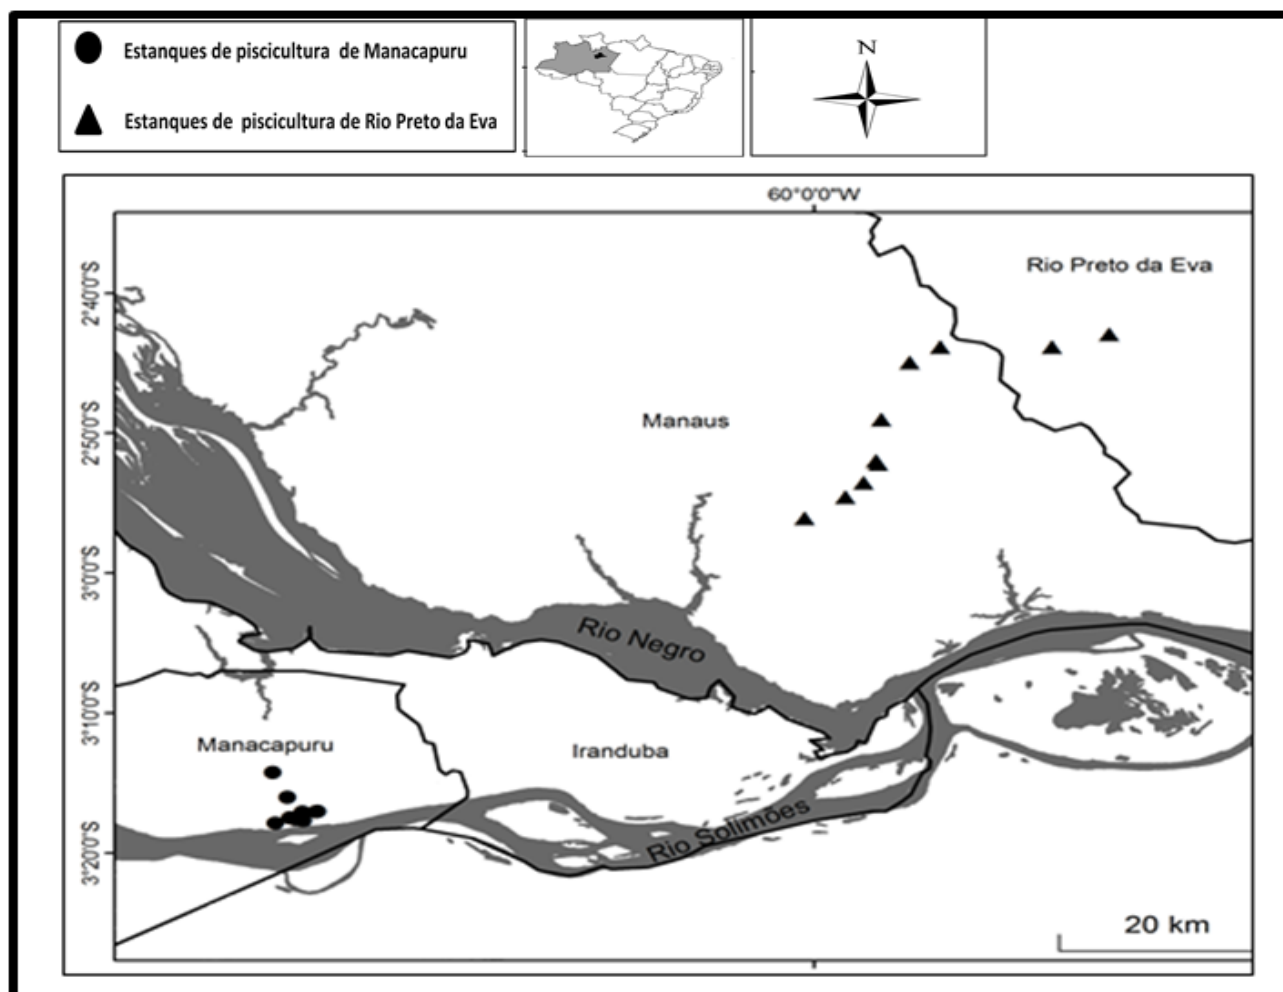 Estanques de piscicultura de Manacapuru
Estanques de piscicultura de Rio Preto da Eva
N
60°0'0"W
Rio Preto da Eva
2°40'0"S
Manaus
2°50'0"S
3°0'0"S
Rio Negro
3°10'0"S
Manacapuru
Iranduba
Rio Solimões
3°20'0"S
20 km